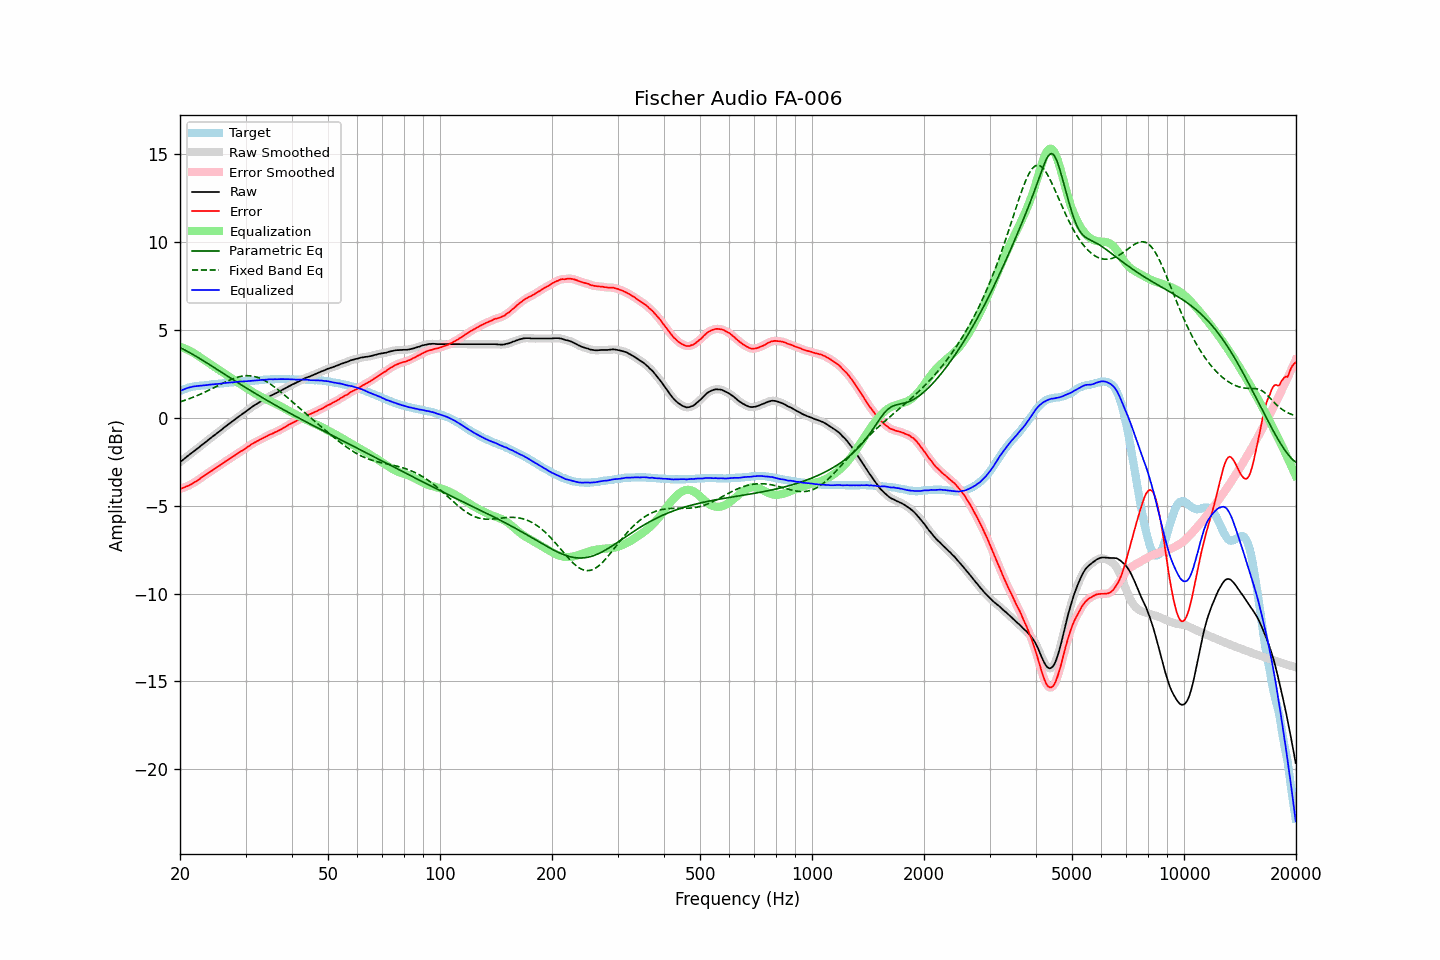 Fischer Audio FA-006
Target
Raw Smoothed
Error Smoothed
Raw
Error
Equalization
Parametric Eq
Fixed Band Eq
Equalized
Amplitude (dBr)
15
10
5
0
−5
−10
−15
−20
20 50 100 200 500 1000 2000 5000 10000 20000
Frequency (Hz)